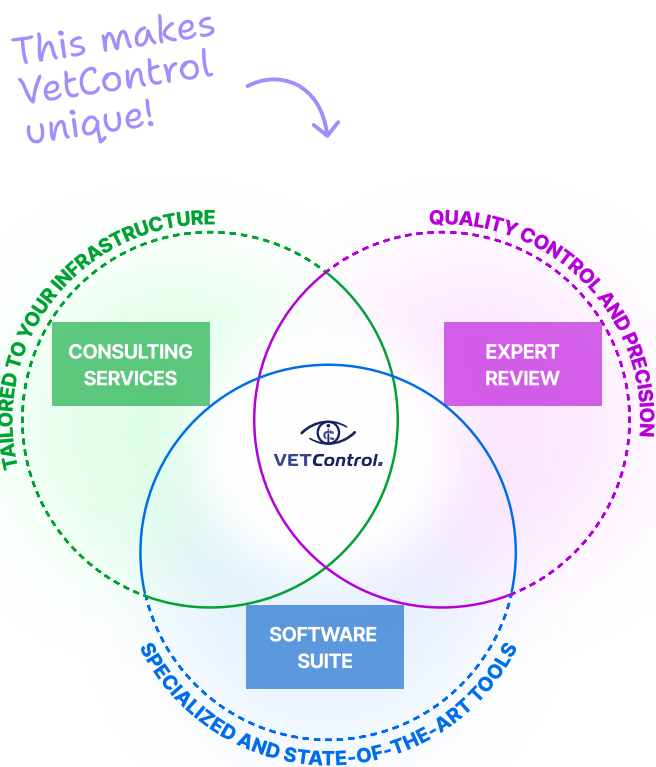 This makes
VetControl
unique!
TAILORED TO YOUR INFRASTRUCTURE
QUALITY CONTROL AND PRECISION
CONSULTING
SERVICES
EXPERT
REVIEW
VETControl.
SOFTWARE
SUITE
SPECIALIZED AND STATE-OF-THE-ART TOOLS